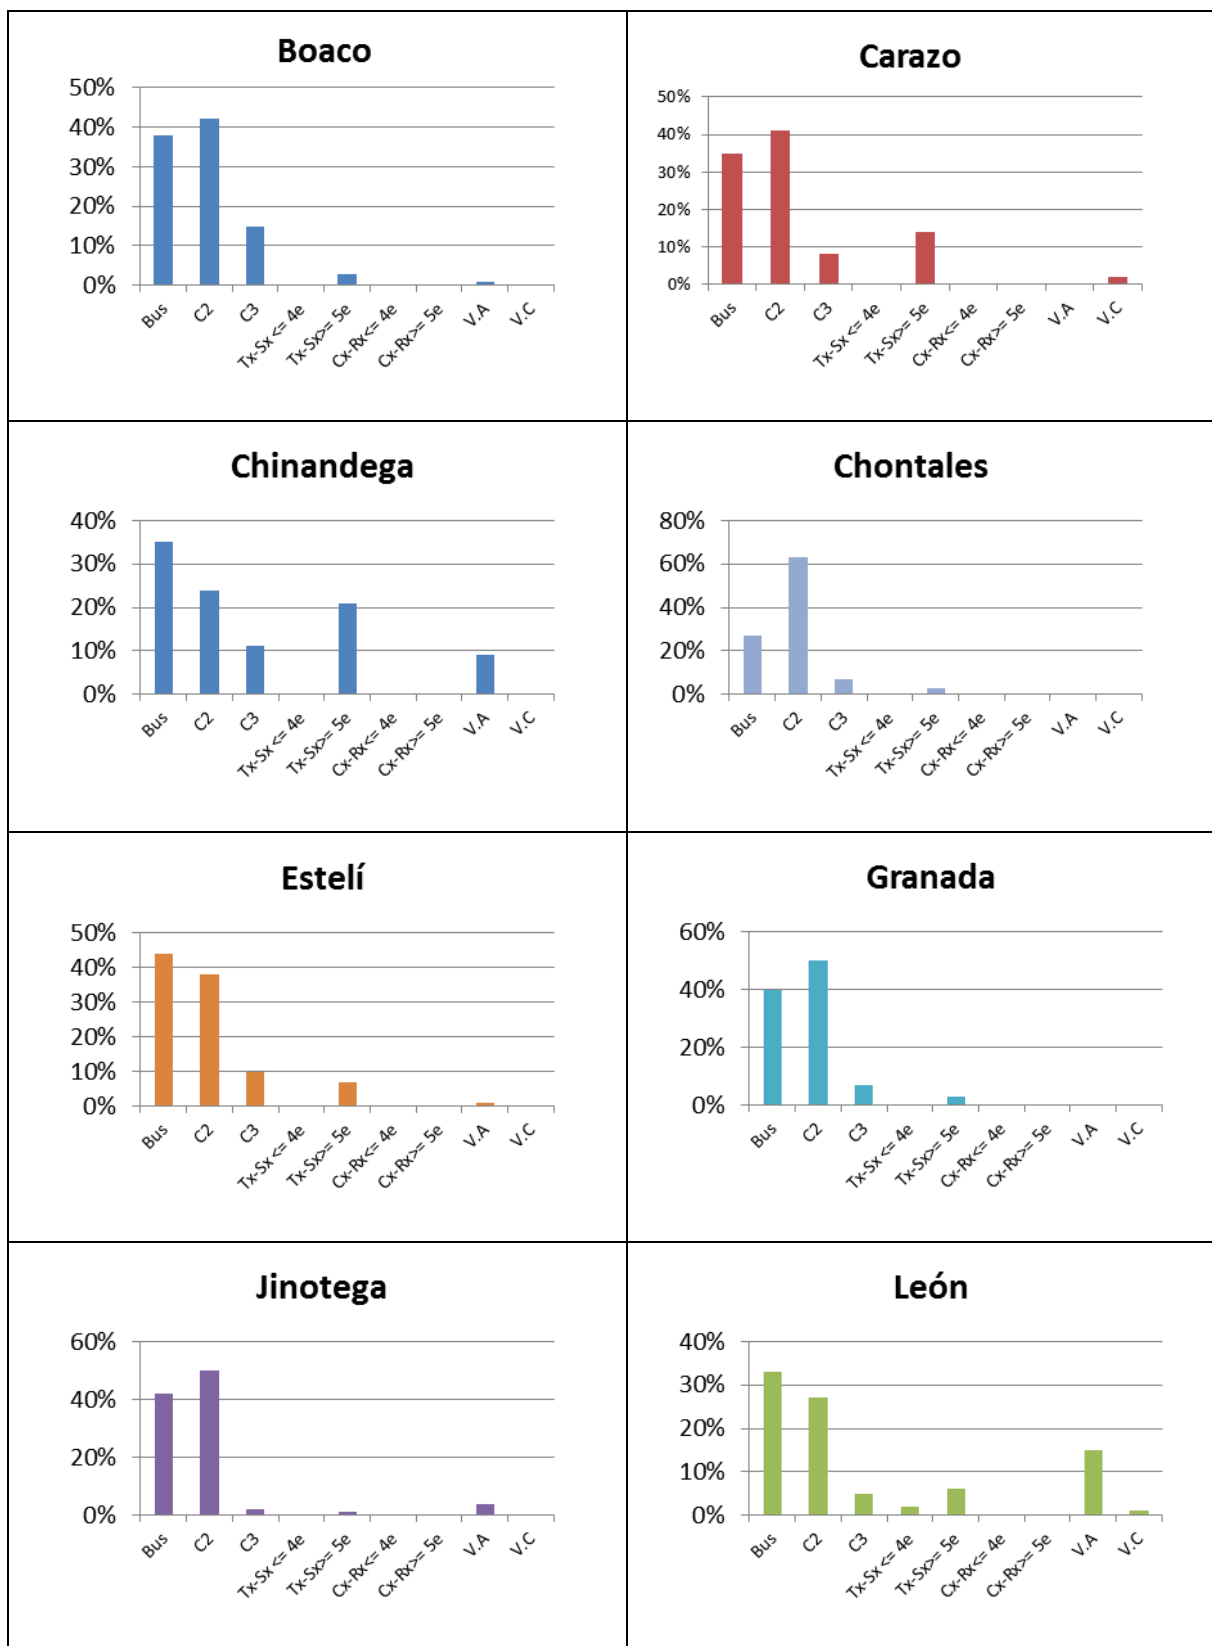 Boaco
50%
40%
30%
20%
10%
0%
Bus C2 C3 Tx-Sx <= 4e Tx-Sx>= 5e Cx-Rx<= 4e Cx-Rx>= 5e V.A V.C
Carazo
50%
40%
30%
20%
10%
0%
Bus C2 C3 Tx-Sx <= 4e Tx-Sx>= 5e Cx-Rx<= 4e Cx-Rx>= 5e V.A V.C
Chinandega
40%
30%
20%
10%
0%
Bus C2 C3 Tx-Sx <= 4e Tx-Sx>= 5e Cx-Rx<= 4e Cx-Rx>= 5e V.A V.C
Chontales
80%
60%
40%
20%
0%
Bus C2 C3 Tx-Sx <= 4e Tx-Sx>= 5e Cx-Rx<= 4e Cx-Rx>= 5e V.A V.C
Estelí
50%
40%
30%
20%
10%
0%
Bus C2 C3 Tx-Sx <= 4e Tx-Sx>= 5e Cx-Rx<= 4e Cx-Rx>= 5e V.A V.C
Granada
60%
40%
20%
0%
Bus C2 C3 Tx-Sx <= 4e Tx-Sx>= 5e Cx-Rx<= 4e Cx-Rx>= 5e V.A V.C
Jinotega
60%
40%
20%
0%
Bus C2 C3 Tx-Sx <= 4e Tx-Sx>= 5e Cx-Rx<= 4e Cx-Rx>= 5e V.A V.C
León
40%
30%
20%
10%
0%
Bus C2 C3 Tx-Sx <= 4e Tx-Sx>= 5e Cx-Rx<= 4e Cx-Rx>= 5e V.A V.C